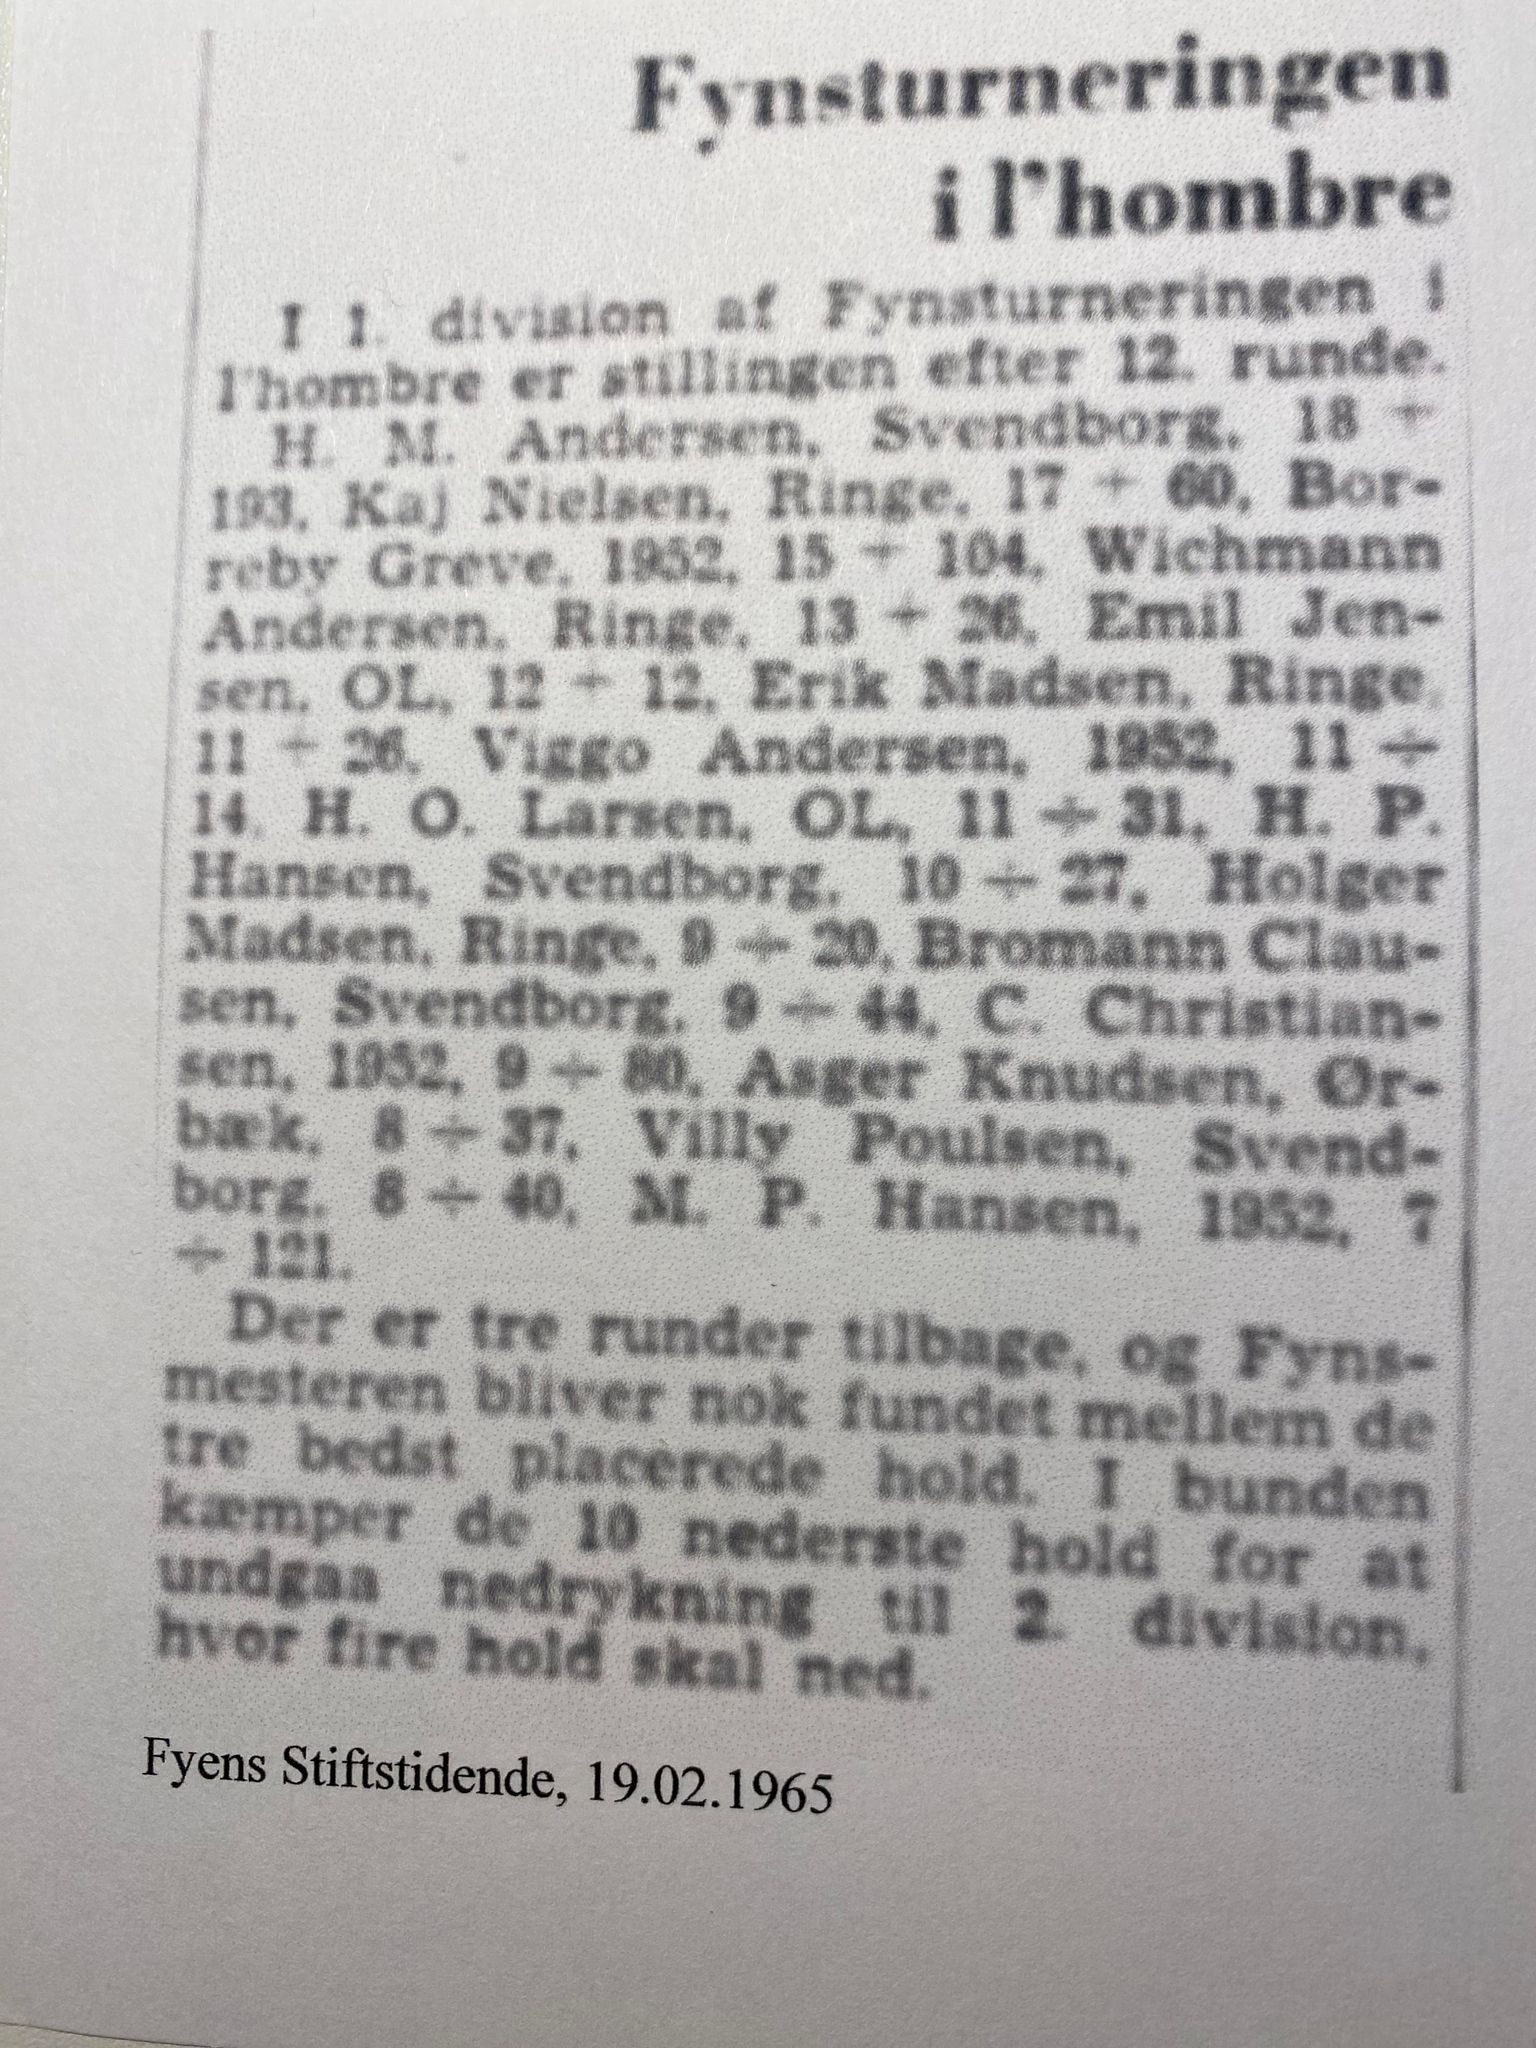 Fynsturneringen
i l'hombre
I 1. division af Fynsturneringen i
l'hombre er stillingen efter 12. runde.
H. M. Andersen, Svendborg, 18 +
193, Kaj Nielsen, Ringe, 17 + 60, Bor-
reby Greve, 1952, 15 + 104, Wichmann
Andersen, Ringe, 13 + 26, Emil Jen-
sen, OL, 12 ÷ 12, Erik Madsen, Ringe,
11 + 26, Viggo Andersen, 1952, 11 ÷
14, H. O. Larsen, OL, 11 ÷ 31, H. P.
Hansen, Svendborg, 10 ÷ 27, Holger
Madsen, Ringe, 9 ÷ 20, Bromann Clau-
sen, Svendborg, 9 ÷ 44, C. Christian-
sen, 1952, 9 ÷ 80, Asger Knudsen, Ør-
bæk, 8 ÷ 37, Villy Poulsen, Svend-
borg, 8 ÷ 40, M. P. Hansen, 1952, 7
÷ 121.
Der er tre runder tilbage, og Fyns-
mesteren bliver nok fundet mellem de
tre bedst placerede hold. I bunden
kæmper de 10 nederste hold for at
undgaa nedrykning til 2. division,
hvor fire hold skal ned.
Fyens Stiftstidende, 19.02.1965